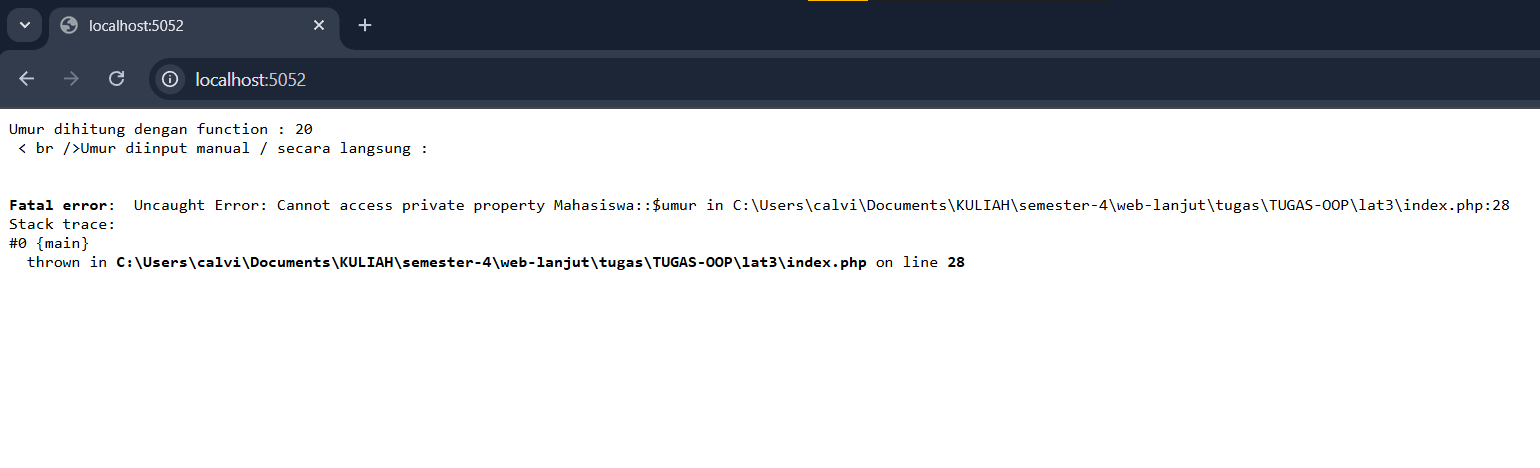 localhost:5052
localhost:5052
Umur dihitung dengan function : 20
< br />Umur diinput manual / secara langsung :
Fatal error:  Uncaught Error: Cannot access private property Mahasiswa::$umur in C:\Users\calvi\Documents\KULIAH\semester-4\web-lanjut\tugas\TUGAS-OOP\lat3\index.php:28
Stack trace:
#0 {main}
  thrown in C:\Users\calvi\Documents\KULIAH\semester-4\web-lanjut\tugas\TUGAS-OOP\lat3\index.php on line 28